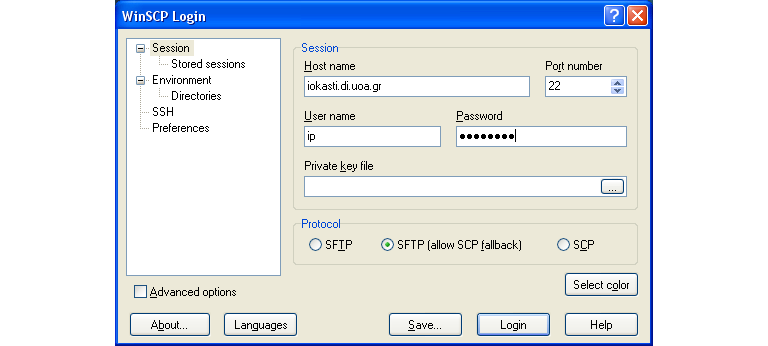 WinSCP Login
Session
Stored sessions
Environment
Directories
SSH
Preferences
Session
Host name
Port number
iokasti.di.uoa.gr
22
User name
Password
ip
●●●●●●●●
Private key file
...
Protocol
SFTP
SFTP (allow SCP fallback)
SCP
Select color
Advanced options
About...
Languages
Save...
Login
Help